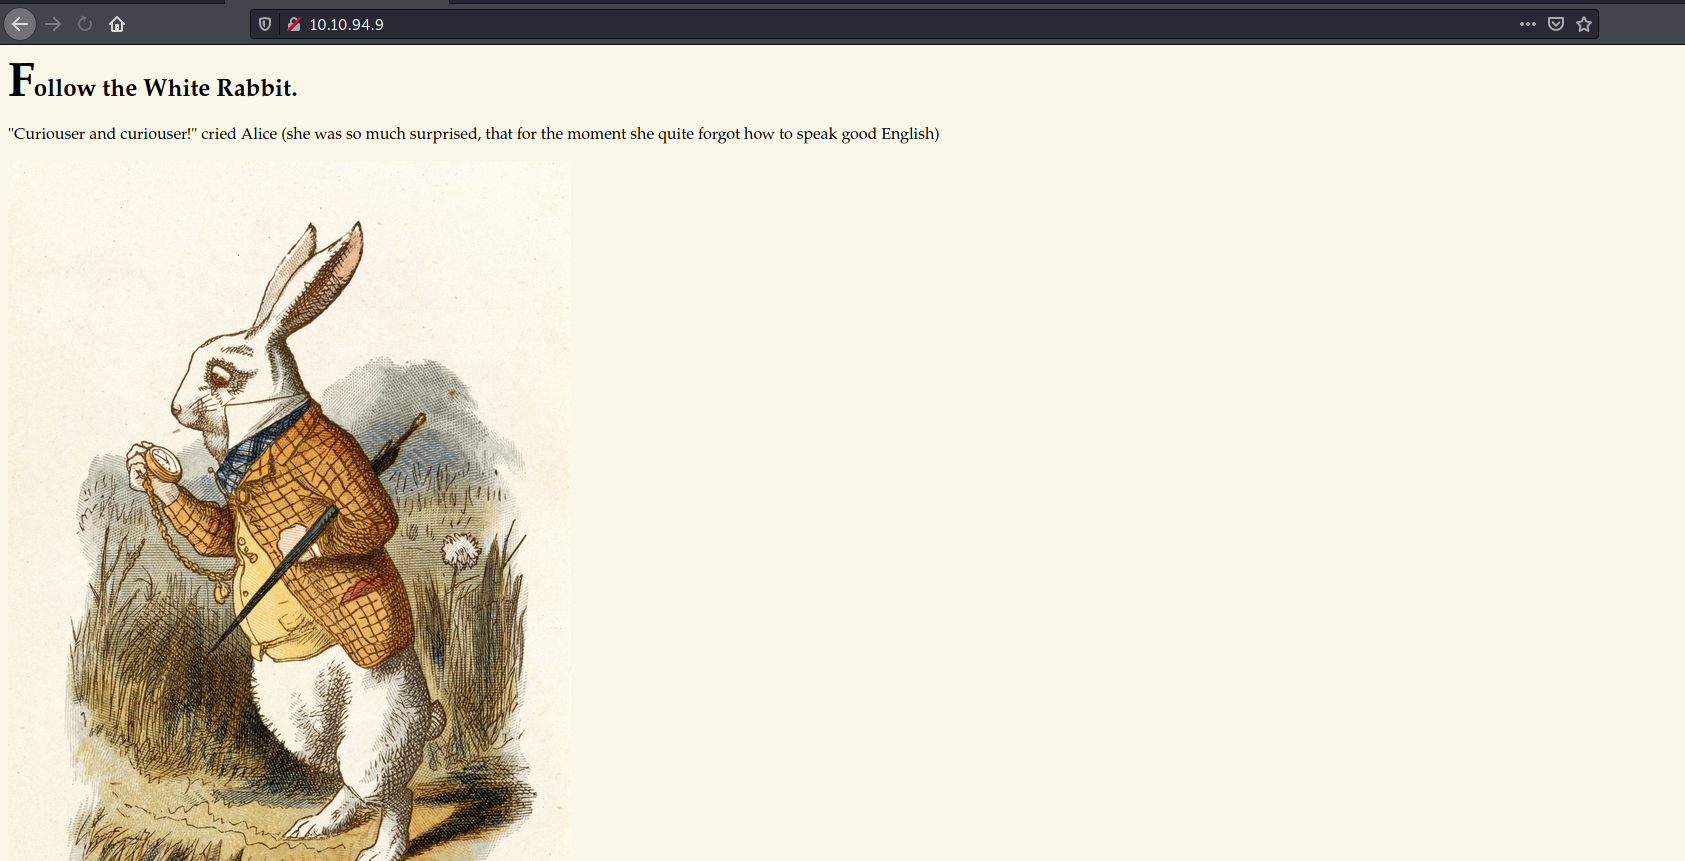 10.10.94.9
Follow the White Rabbit.
"Curiouser and curiouser!" cried Alice (she was so much surprised, that for the moment she quite forgot how to speak good English)